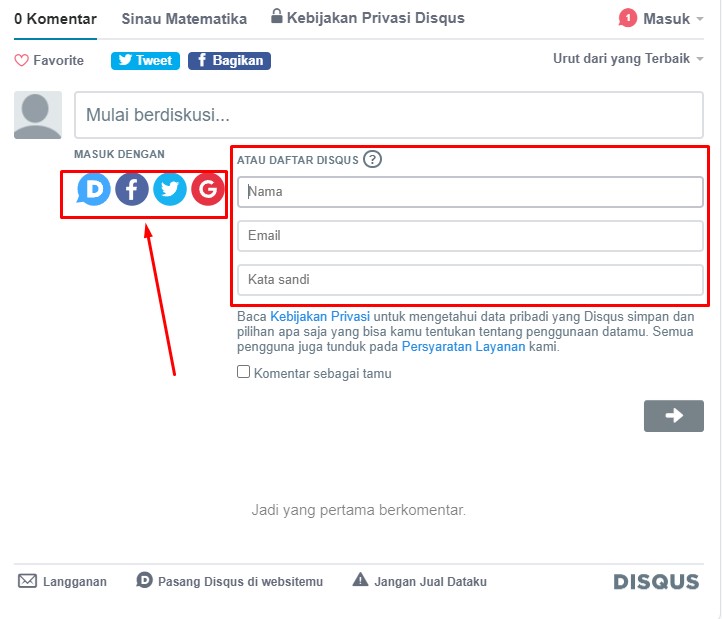 0 Komentar Sinau Matematika Kebijakan Privasi Disqus 1 Masuk
Favorite Tweet Bagikan Urut dari yang Terbaik
Mulai berdiskusi...
MASUK DENGAN
ATAU DAFTAR DISQUS ?
D f G
Nama
Email
Kata sandi
Baca Kebijakan Privasi untuk mengetahui data pribadi yang Disqus simpan dan
pilihan apa saja yang bisa kamu tentukan tentang penggunaan datamu. Semua
pengguna juga tunduk pada Persyaratan Layanan kami.
Komentar sebagai tamu
Jadi yang pertama berkomentar.
Langganan D Pasang Disqus di websitemu Jangan Jual Dataku DISQUS